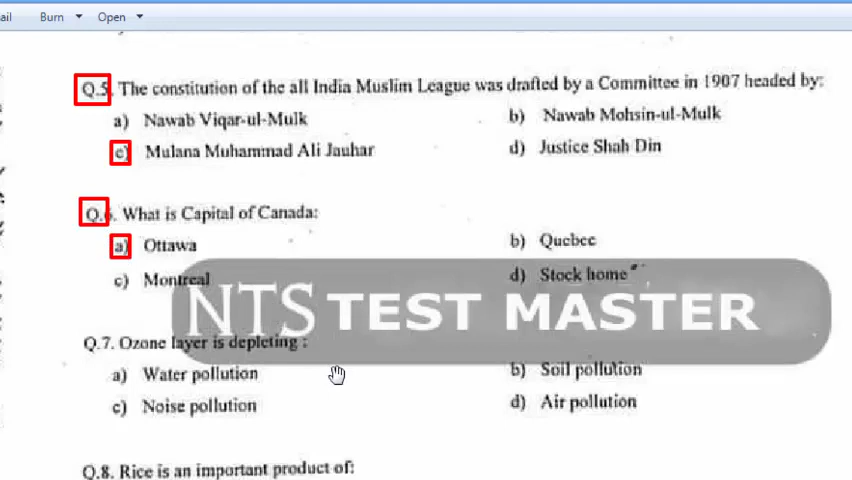 ail Burn Open
Q.5. The constitution of the all India Muslim League was drafted by a Committee in 1907 headed by:
a) Nawab Viqar-ul-Mulk b) Nawab Mohsin-ul-Mulk
c) Mulana Muhammad Ali Jauhar d) Justice Shah Din
Q.6. What is Capital of Canada:
a) Ottawa b) Quebec
c) Montreal d) Stock home
NTS TEST MASTER
Q.7. Ozone layer is depleting :
a) Water pollution b) Soil pollution
c) Noise pollution d) Air pollution
Q.8. Rice is an important product of: